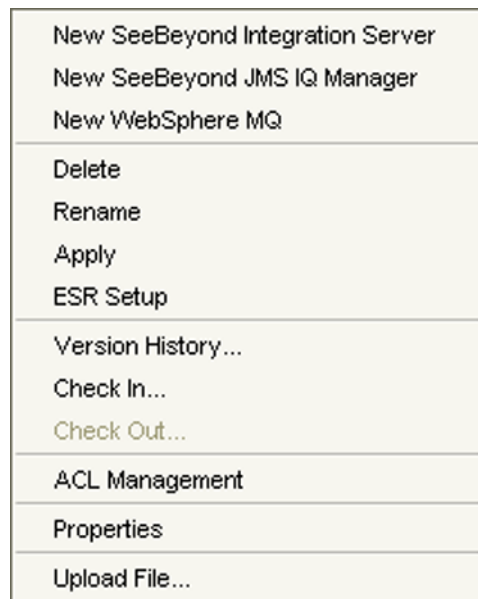 New SeeBeyond Integration Server
New SeeBeyond JMS IQ Manager
New WebSphere MQ
Delete
Rename
Apply
ESR Setup
Version History...
Check In...
Check Out...
ACL Management
Properties
Upload File...